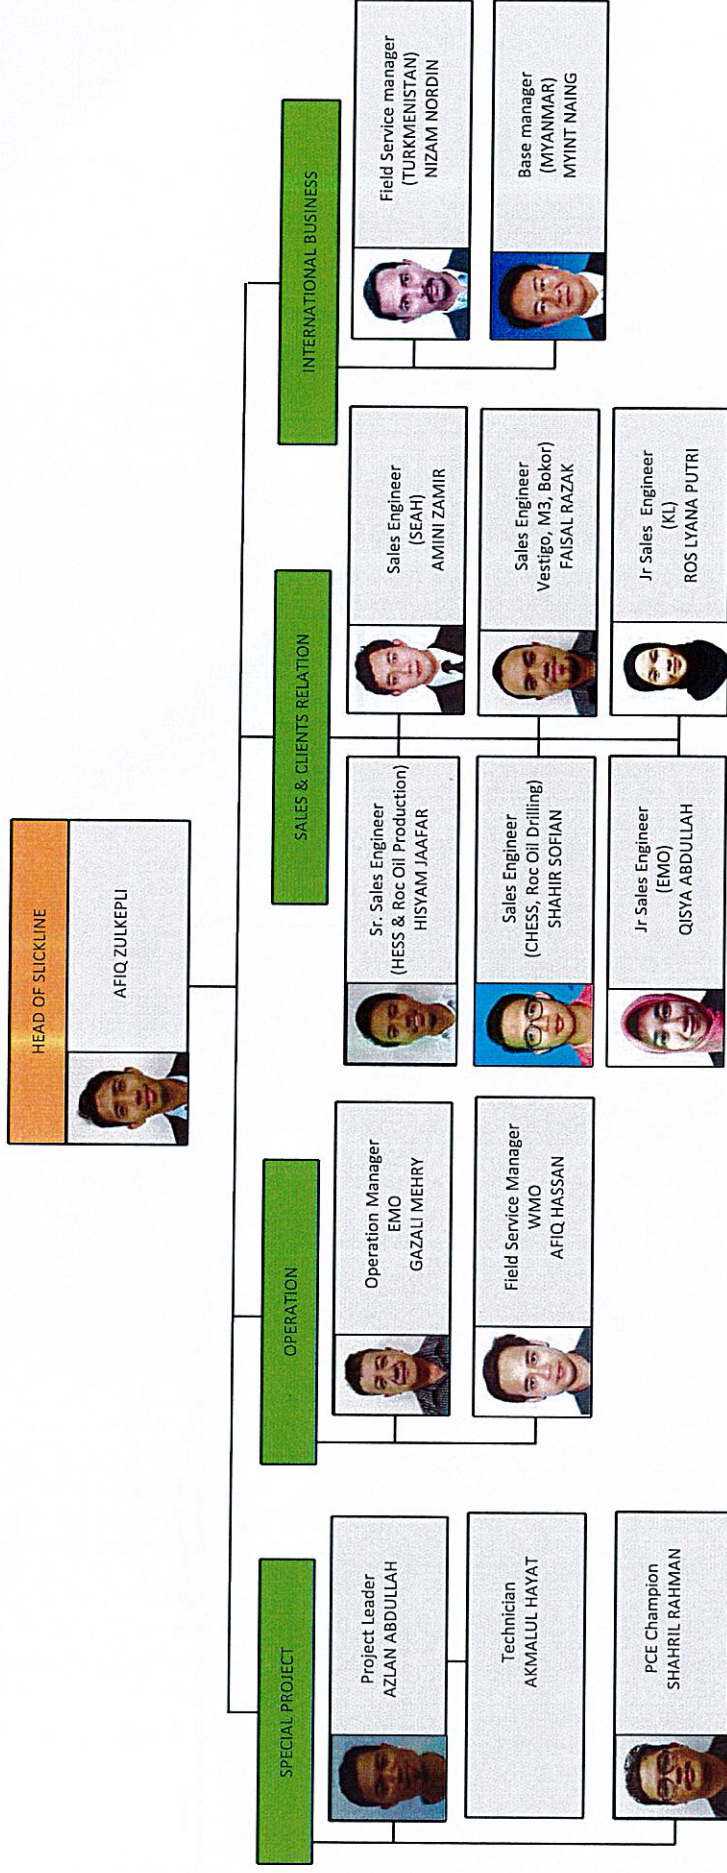 HEAD OF SLICKLINE
AFIQ ZULKEPLI
SPECIAL PROJECT
Project Leader
AZLAN ABDULLAH
Technician
AKMALUL HAYAT
PCE Champion
SHAHRIL RAHMAN
OPERATION
Operation Manager
EMO
GAZALI MEHRY
Field Service Manager
WMO
AFIQ HASSAN
SALES & CLIENTS RELATION
Sr. Sales Engineer
(HESS & Roc Oil Production)
HISYAM JAAFAR
Sales Engineer
(CHESS, Roc Oil Drilling)
SHAHIR SOFIAN
Jr Sales Engineer
(EMO)
QISYA ABDULLAH
Sales Engineer
(SEAH)
AMINI ZAMIR
Sales Engineer
Vestigo, M3, Bokor)
FAISAL RAZAK
Jr Sales Engineer
(KL)
ROS LYANA PUTRI
INTERNATIONAL BUSINESS
Field Service manager
(TURKMENISTAN)
NIZAM NORDIN
Base manager
(MYANMAR)
MYINT NAING